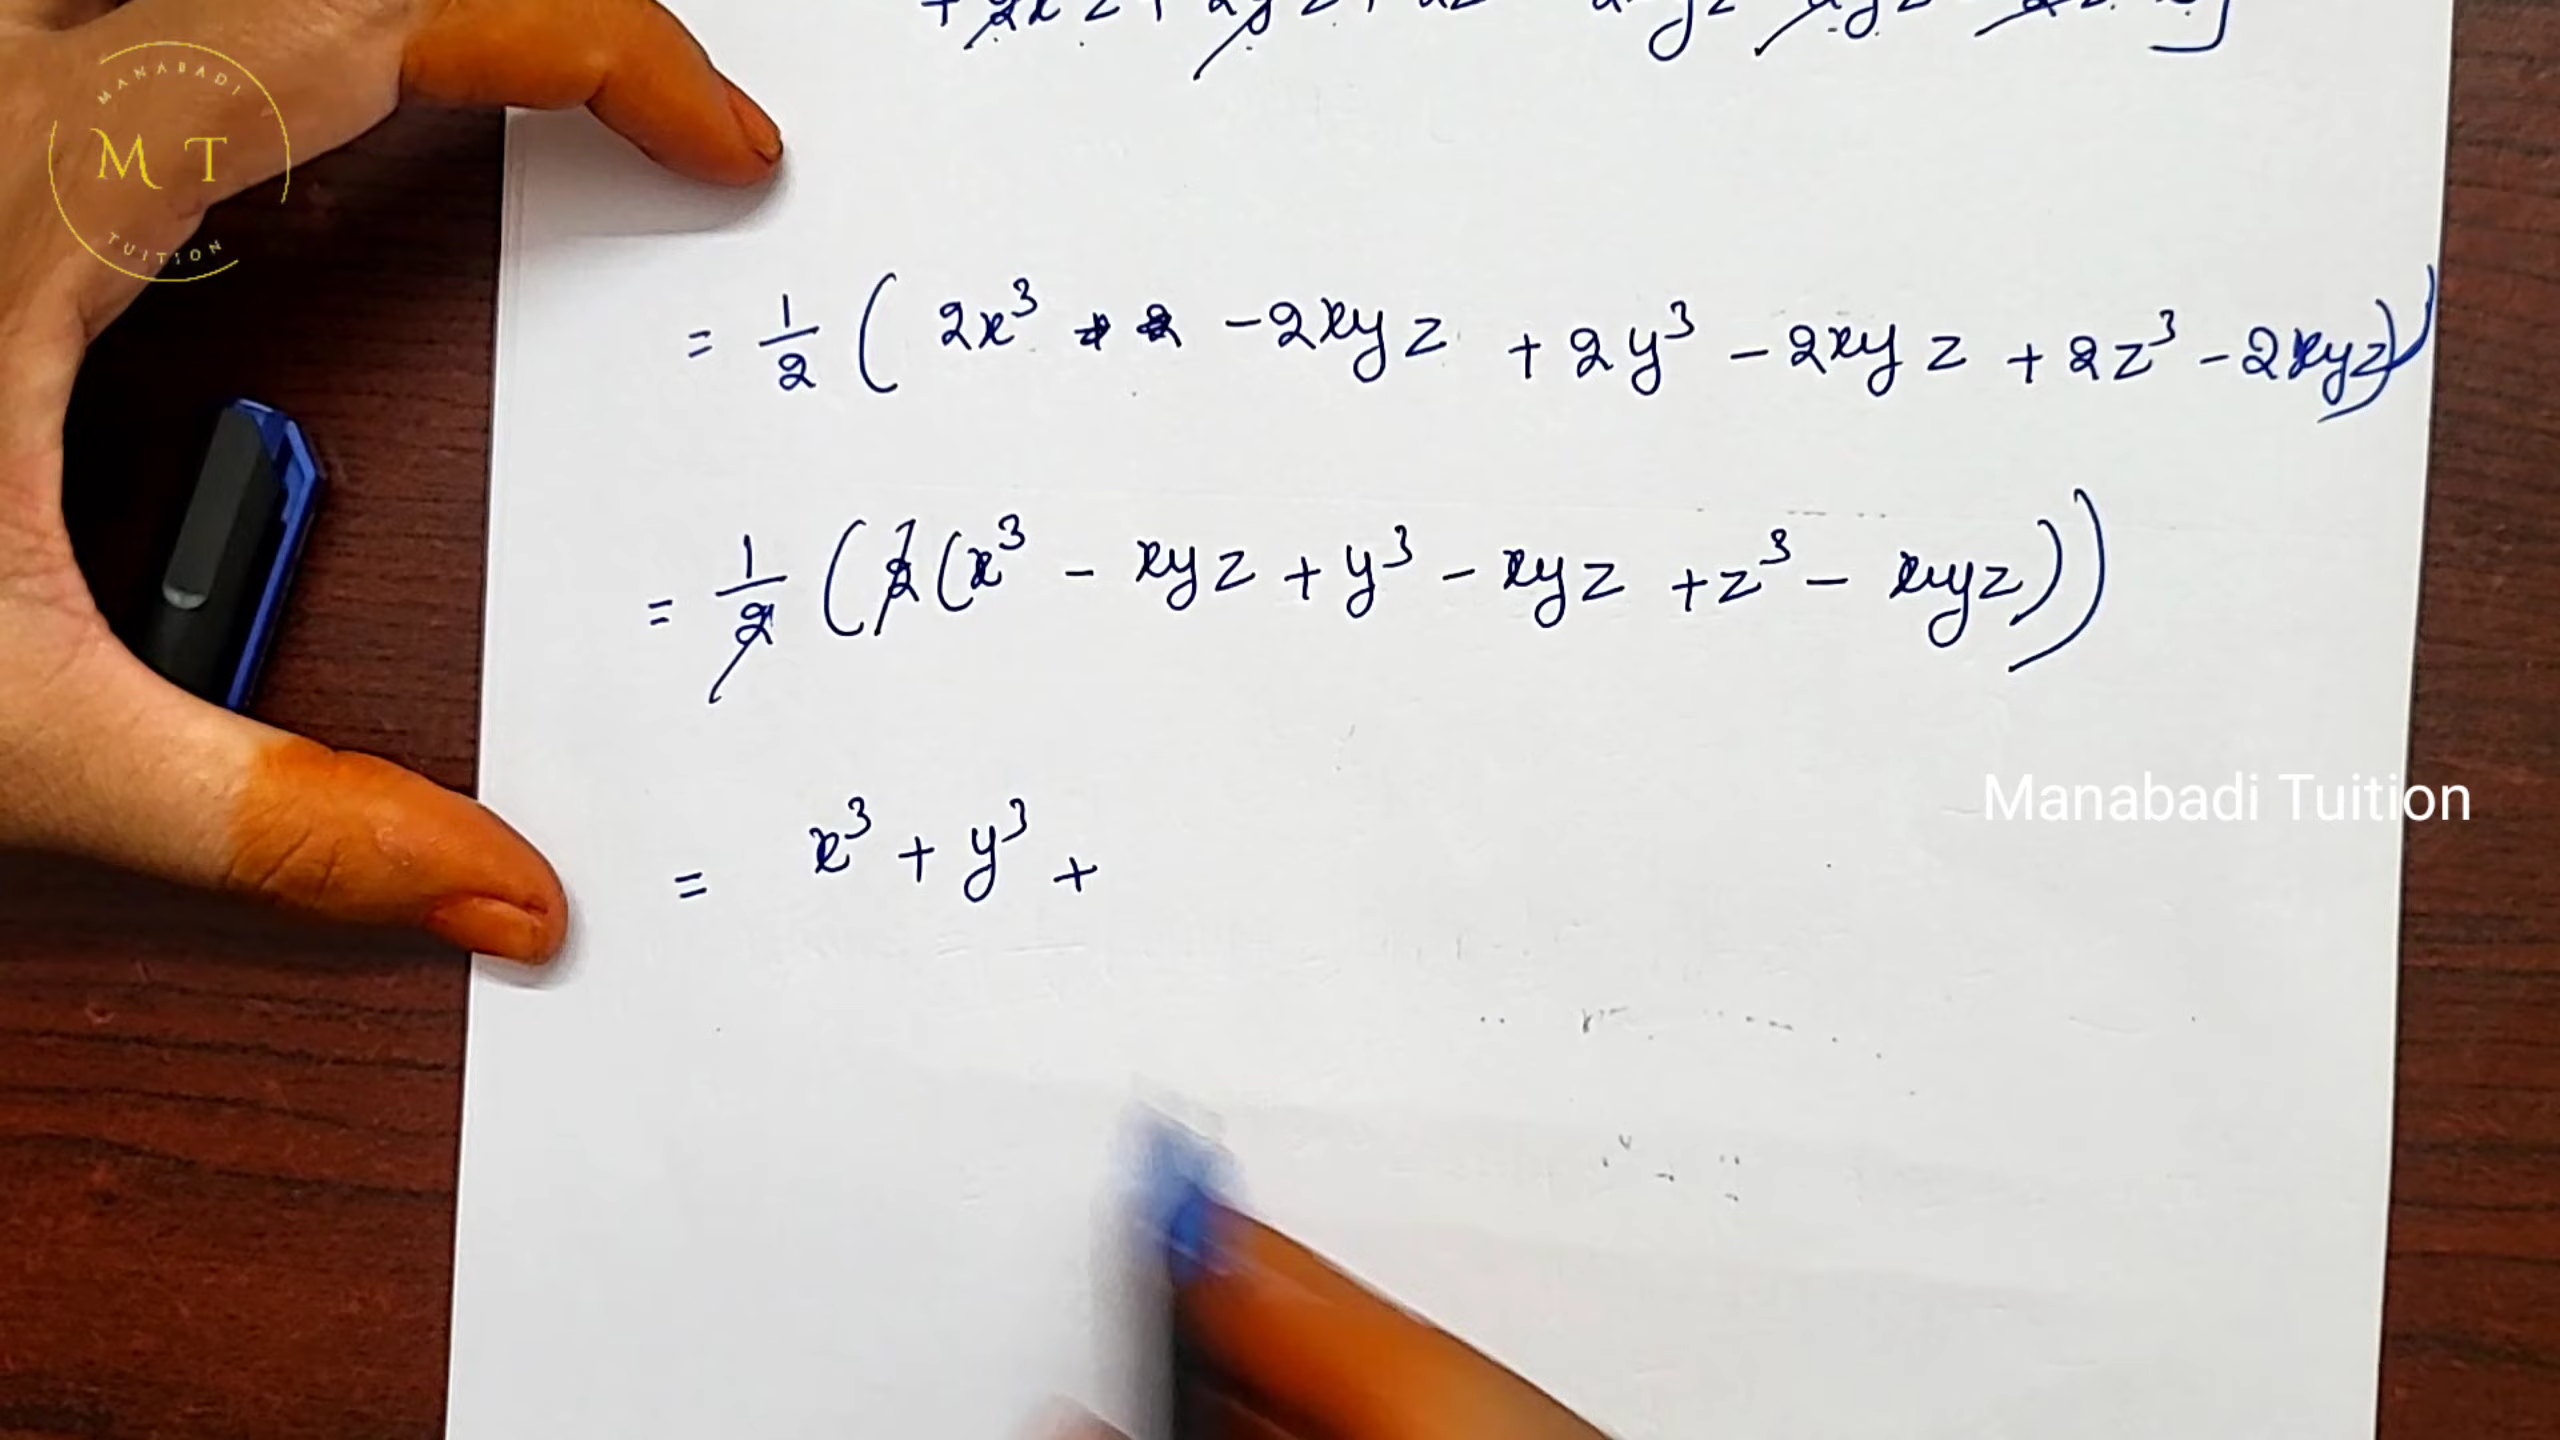 MANABADI
M T
TUITION
= 1/2 ( 2x³ - 2xyz + 2y³ - 2xyz + 2z³ - 2xyz )
= 1/2 ( 2 ( x³ - xyz + y³ - xyz + z³ - xyz ) )
Manabadi Tuition
= x³ + y³ +